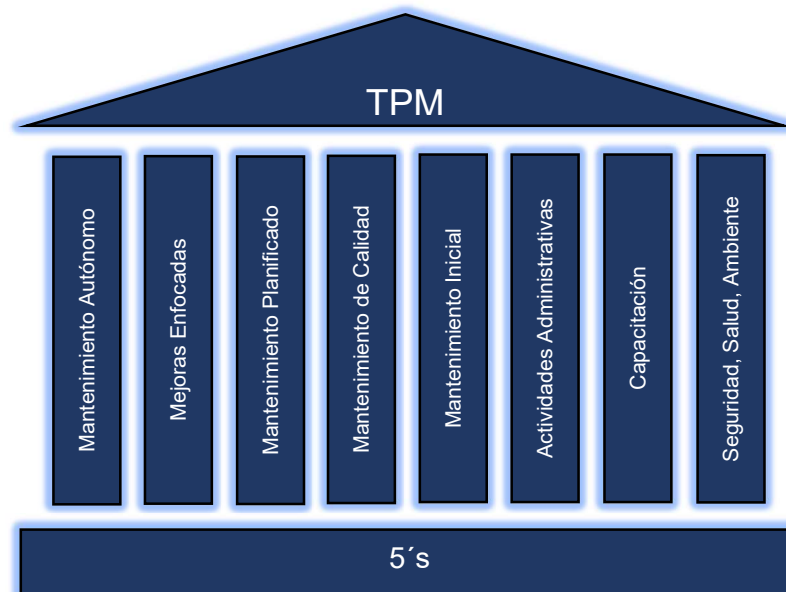 TPM
Mantenimiento Autónomo
Mejoras Enfocadas
Mantenimiento Planificado
Mantenimiento de Calidad
Mantenimiento Inicial
Actividades Administrativas
Capacitación
Seguridad, Salud, Ambiente
5´s